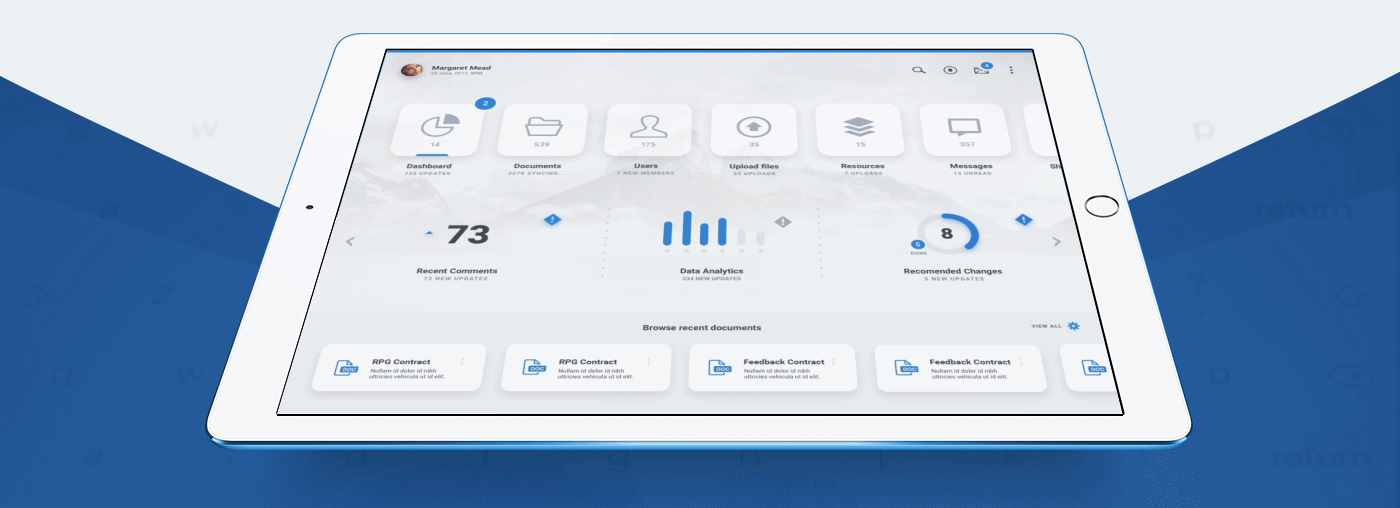 Margaret Mead
4
2
14
539
175
35
15
357
Dashboard
Documents
Users
Upload files
Resources
Messages
Sh
735 UPDATES
357K SYNCING...
7 NEW MEMBERS
32 UPLOADS
7 UPLOADS
15 UNREAD
73
8
5
DONE
Recent Comments
Data Analytics
Recomended Changes
73 NEW UPDATES
234 NEW UPDATES
5 NEW UPDATES
Browse recent documents
VIEW ALL
RPG Contract
Nullam id dolor id nibh
ultricies vehicula ut id elit.
DOC
RPG Contract
Nullam id dolor id nibh
ultricies vehicula ut id elit.
DOC
Feedback Contract
Nullam id dolor id nibh
ultricies vehicula ut id elit.
DOC
Feedback Contract
Nullam id dolor id nibh
ultricies vehicula ut id elit.
DOC
DOC
q
w
p
a
return
z
?
q
w
p
a
d
f
g
h
j
k
return